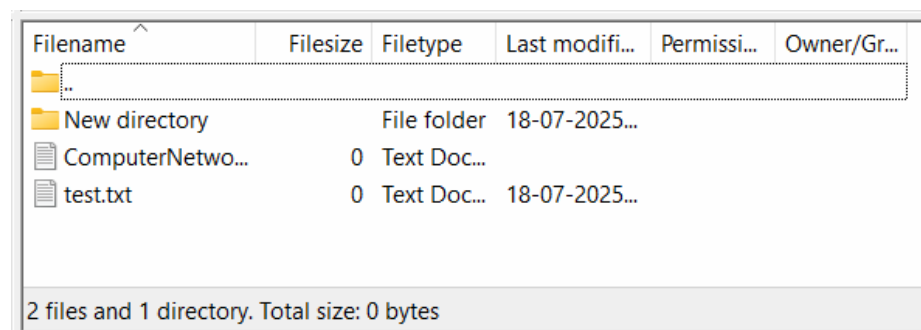 Filename Filesize Filetype Last modifi... Permissi... Owner/Gr...
..
New directory File folder 18-07-2025...
ComputerNetwo... 0 Text Doc...
test.txt 0 Text Doc... 18-07-2025...
2 files and 1 directory. Total size: 0 bytes